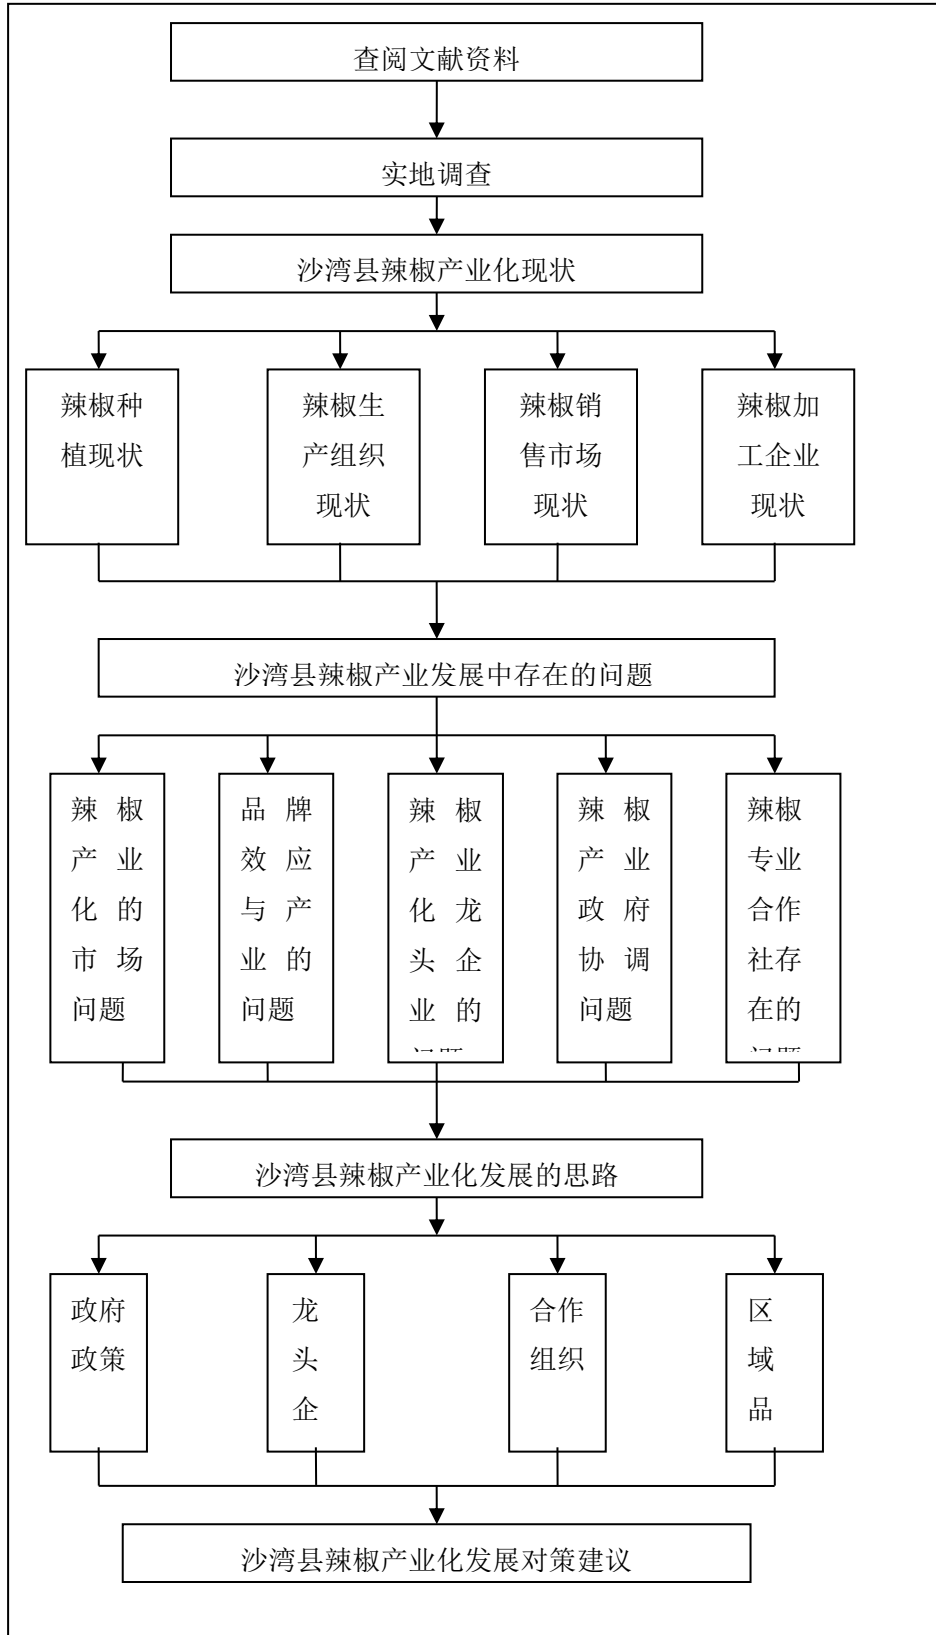 查阅文献资料
实地调查
沙湾县辣椒产业化现状
辣椒种
植现状
辣椒生
产组织
现状
辣椒销
售市场
现状
辣椒加
工企业
现状
沙湾县辣椒产业发展中存在的问题
辣椒
产业
化的
市场
问题
品牌
效应
与产
业的
问题
辣椒
产业
化龙
头企
业的
问题
辣椒
产业
政府
协调
问题
辣椒
专业
合作
社存
在的
问题
沙湾县辣椒产业化发展的思路
政府
政策
龙
头
企
合作
组织
区
域
品
沙湾县辣椒产业化发展对策建议